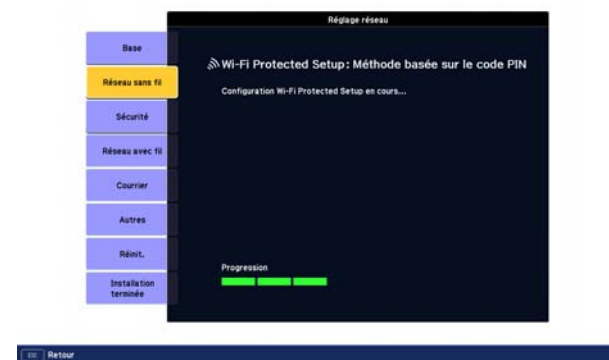 Réglage réseau
Base
Réseau sans fil
Sécurité
Réseau avec fil
Courrier
Autres
Réinit.
Installation
terminée
Wi-Fi Protected Setup: Méthode basée sur le code PIN
Configuration Wi-Fi Protected Setup en cours...
Progression
ESC Retour